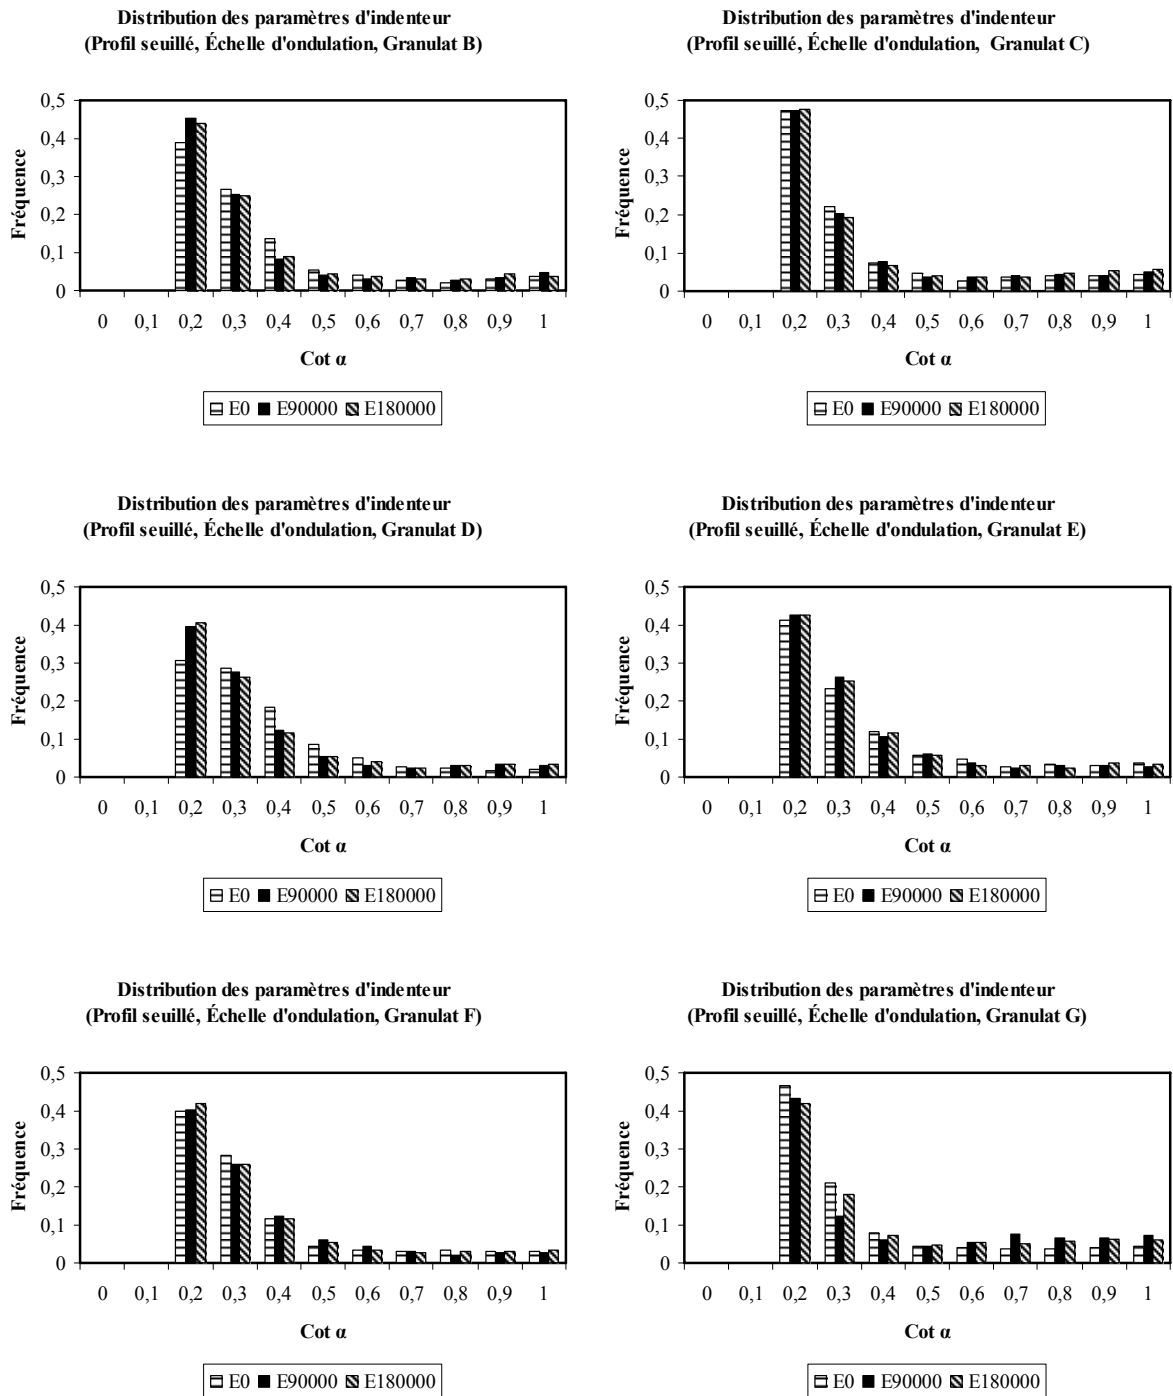 Distribution des paramètres d'indenteur
(Profil seuillé, Échelle d'ondulation, Granulat B)
0,5
0,4
0,3
0,2
0,1
0
Fréquence
0 0,1 0,2 0,3 0,4 0,5 0,6 0,7 0,8 0,9 1
Cot α
E0 E90000 E180000
Distribution des paramètres d'indenteur
(Profil seuillé, Échelle d'ondulation, Granulat C)
0,5
0,4
0,3
0,2
0,1
0
Fréquence
0 0,1 0,2 0,3 0,4 0,5 0,6 0,7 0,8 0,9 1
Cot α
E0 E90000 E180000
Distribution des paramètres d'indenteur
(Profil seuillé, Échelle d'ondulation, Granulat D)
0,5
0,4
0,3
0,2
0,1
0
Fréquence
0 0,1 0,2 0,3 0,4 0,5 0,6 0,7 0,8 0,9 1
Cot α
E0 E90000 E180000
Distribution des paramètres d'indenteur
(Profil seuillé, Échelle d'ondulation, Granulat E)
0,5
0,4
0,3
0,2
0,1
0
Fréquence
0 0,1 0,2 0,3 0,4 0,5 0,6 0,7 0,8 0,9 1
Cot α
E0 E90000 E180000
Distribution des paramètres d'indenteur
(Profil seuillé, Échelle d'ondulation, Granulat F)
0,5
0,4
0,3
0,2
0,1
0
Fréquence
0 0,1 0,2 0,3 0,4 0,5 0,6 0,7 0,8 0,9 1
Cot α
E0 E90000 E180000
Distribution des paramètres d'indenteur
(Profil seuillé, Échelle d'ondulation, Granulat G)
0,5
0,4
0,3
0,2
0,1
0
Fréquence
0 0,1 0,2 0,3 0,4 0,5 0,6 0,7 0,8 0,9 1
Cot α
E0 E90000 E180000